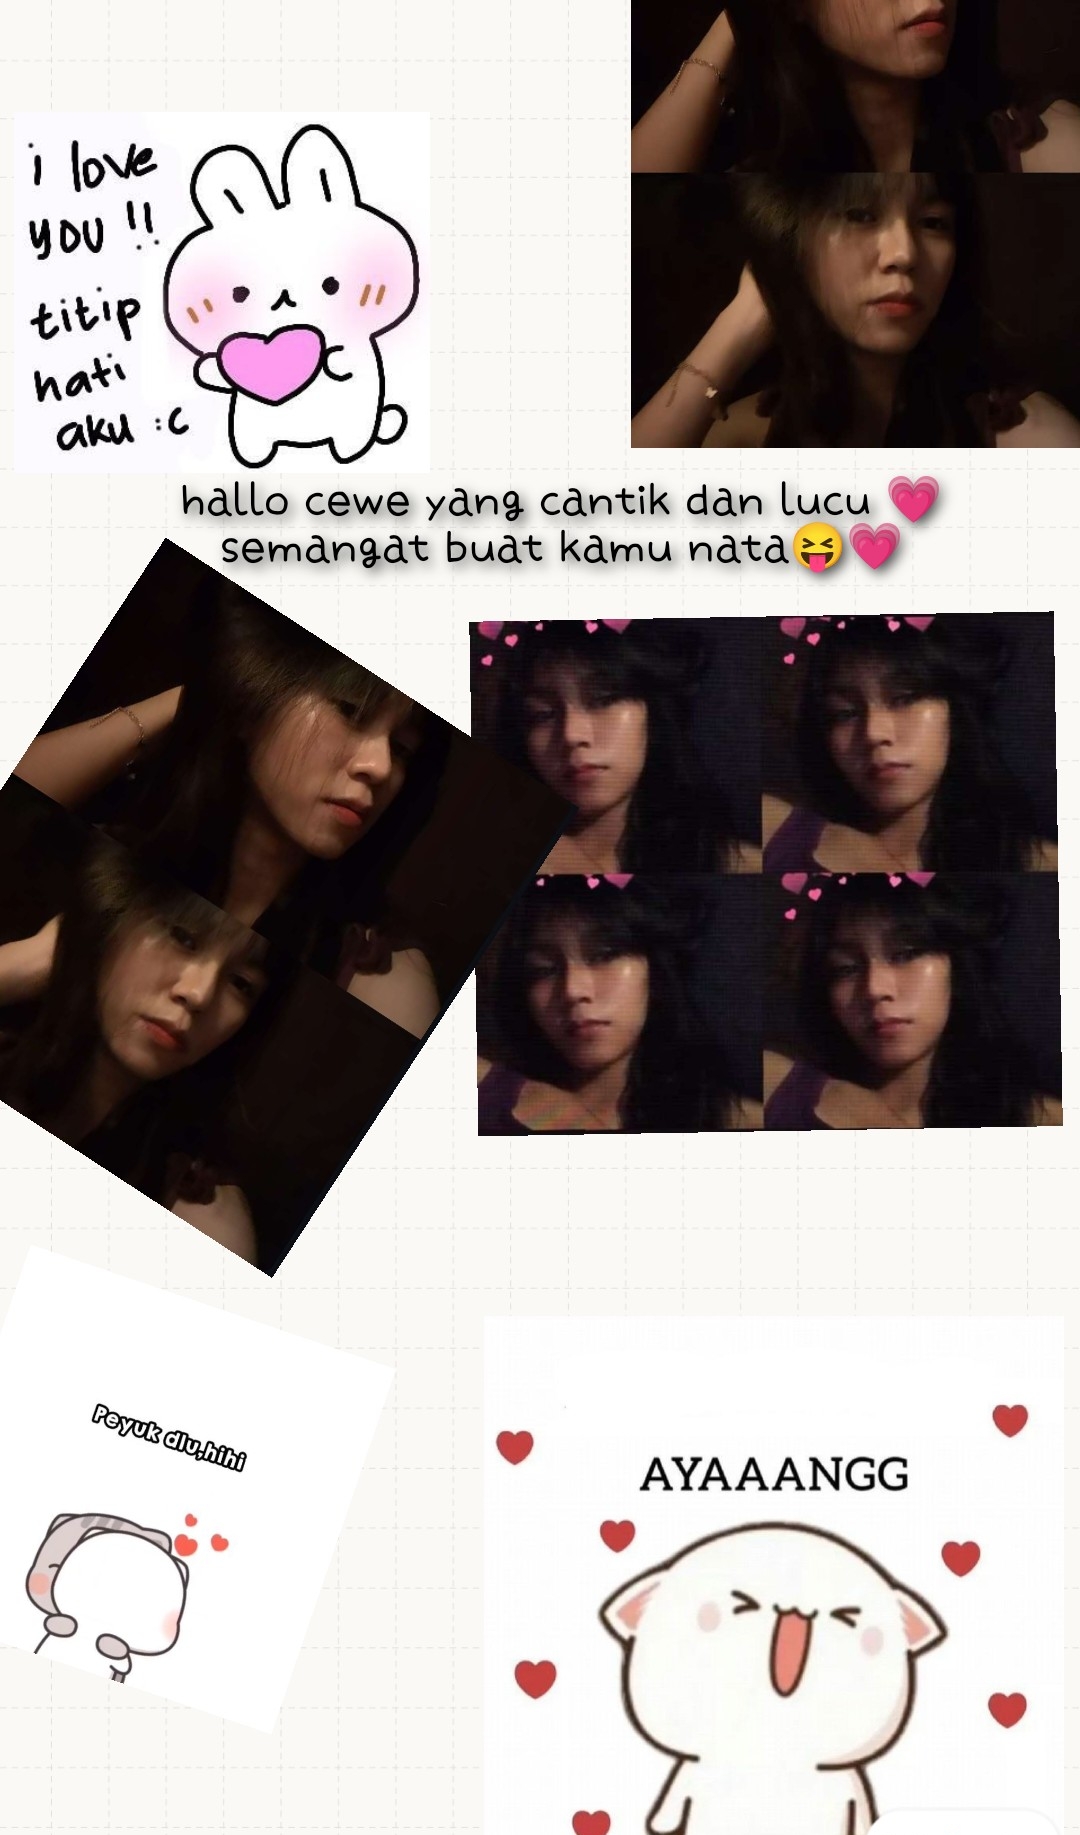 i love
you !!
titip
hati
aku :c
hallo cewe yang cantik dan lucu 💗
semangat buat kamu nata😝💗
Peyuk dlu,hihi
AYAAANGG